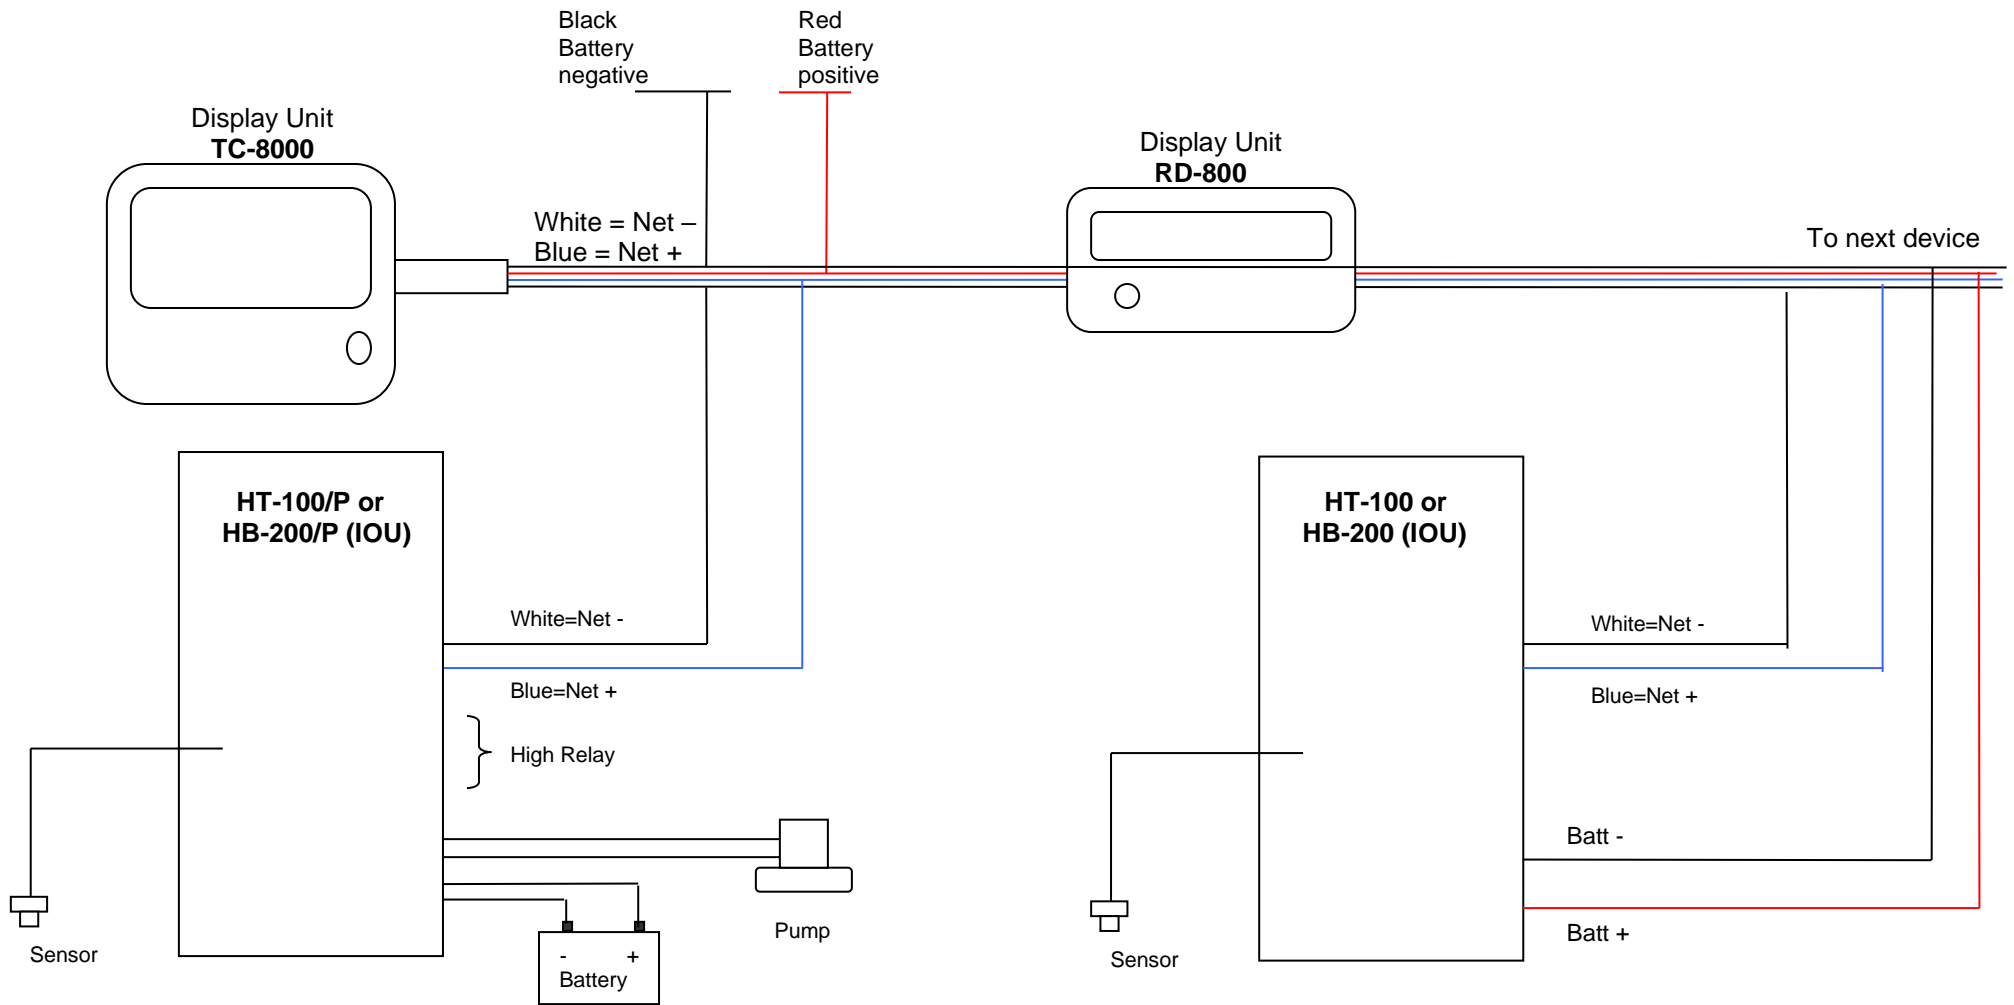 Black
Battery
negative
Red
Battery
positive
Display Unit
TC-8000
Display Unit
RD-800
White = Net –
Blue = Net +
To next device
HT-100/P or
HB-200/P (IOU)
HT-100 or
HB-200 (IOU)
White=Net -
White=Net -
Blue=Net +
Blue=Net +
High Relay
Batt -
Pump
Batt +
Sensor
- +
Battery
Sensor